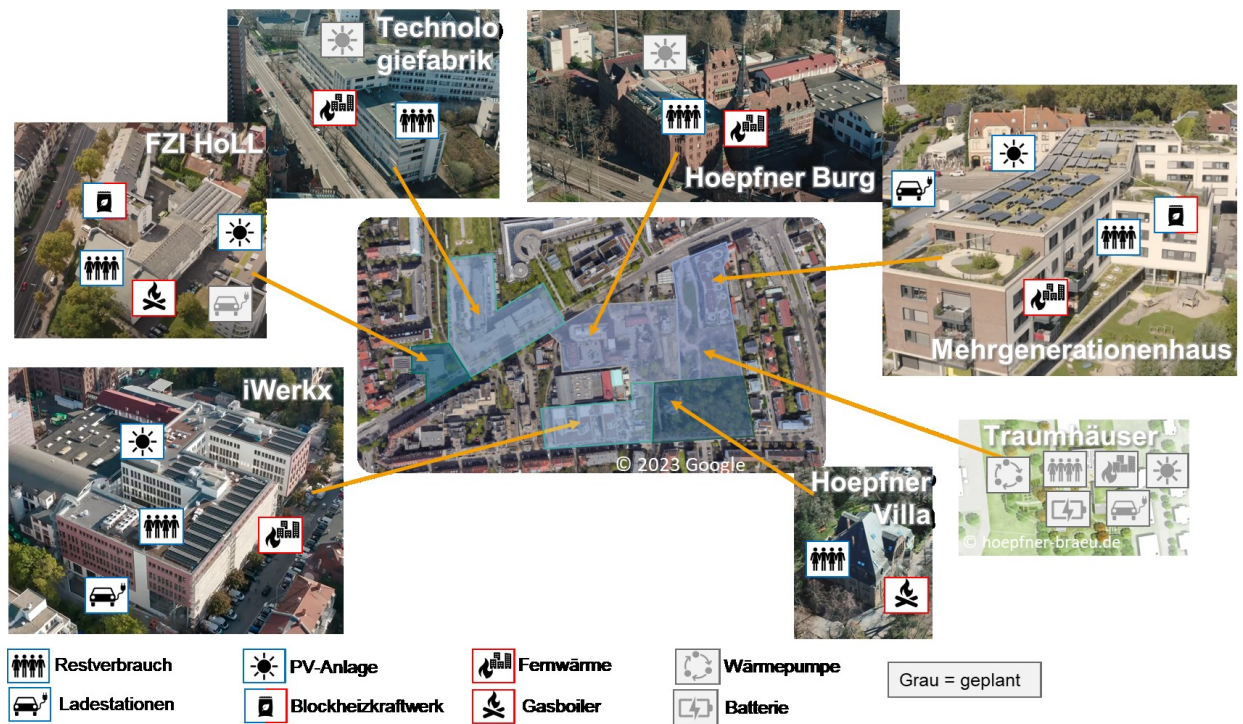 Technolo
giefabrik
Hoepfner Burg
FZI HoLL
Mehrgenerationenhaus
iWerkx
© 2023 Google
Hoepfner
Villa
Traumhäuser
© hoepfner-braeu.de
Restverbrauch
PV-Anlage
Fernwärme
Wärmepumpe
Ladestationen
Blockheizkraftwerk
Gasboiler
Batterie
Grau = geplant